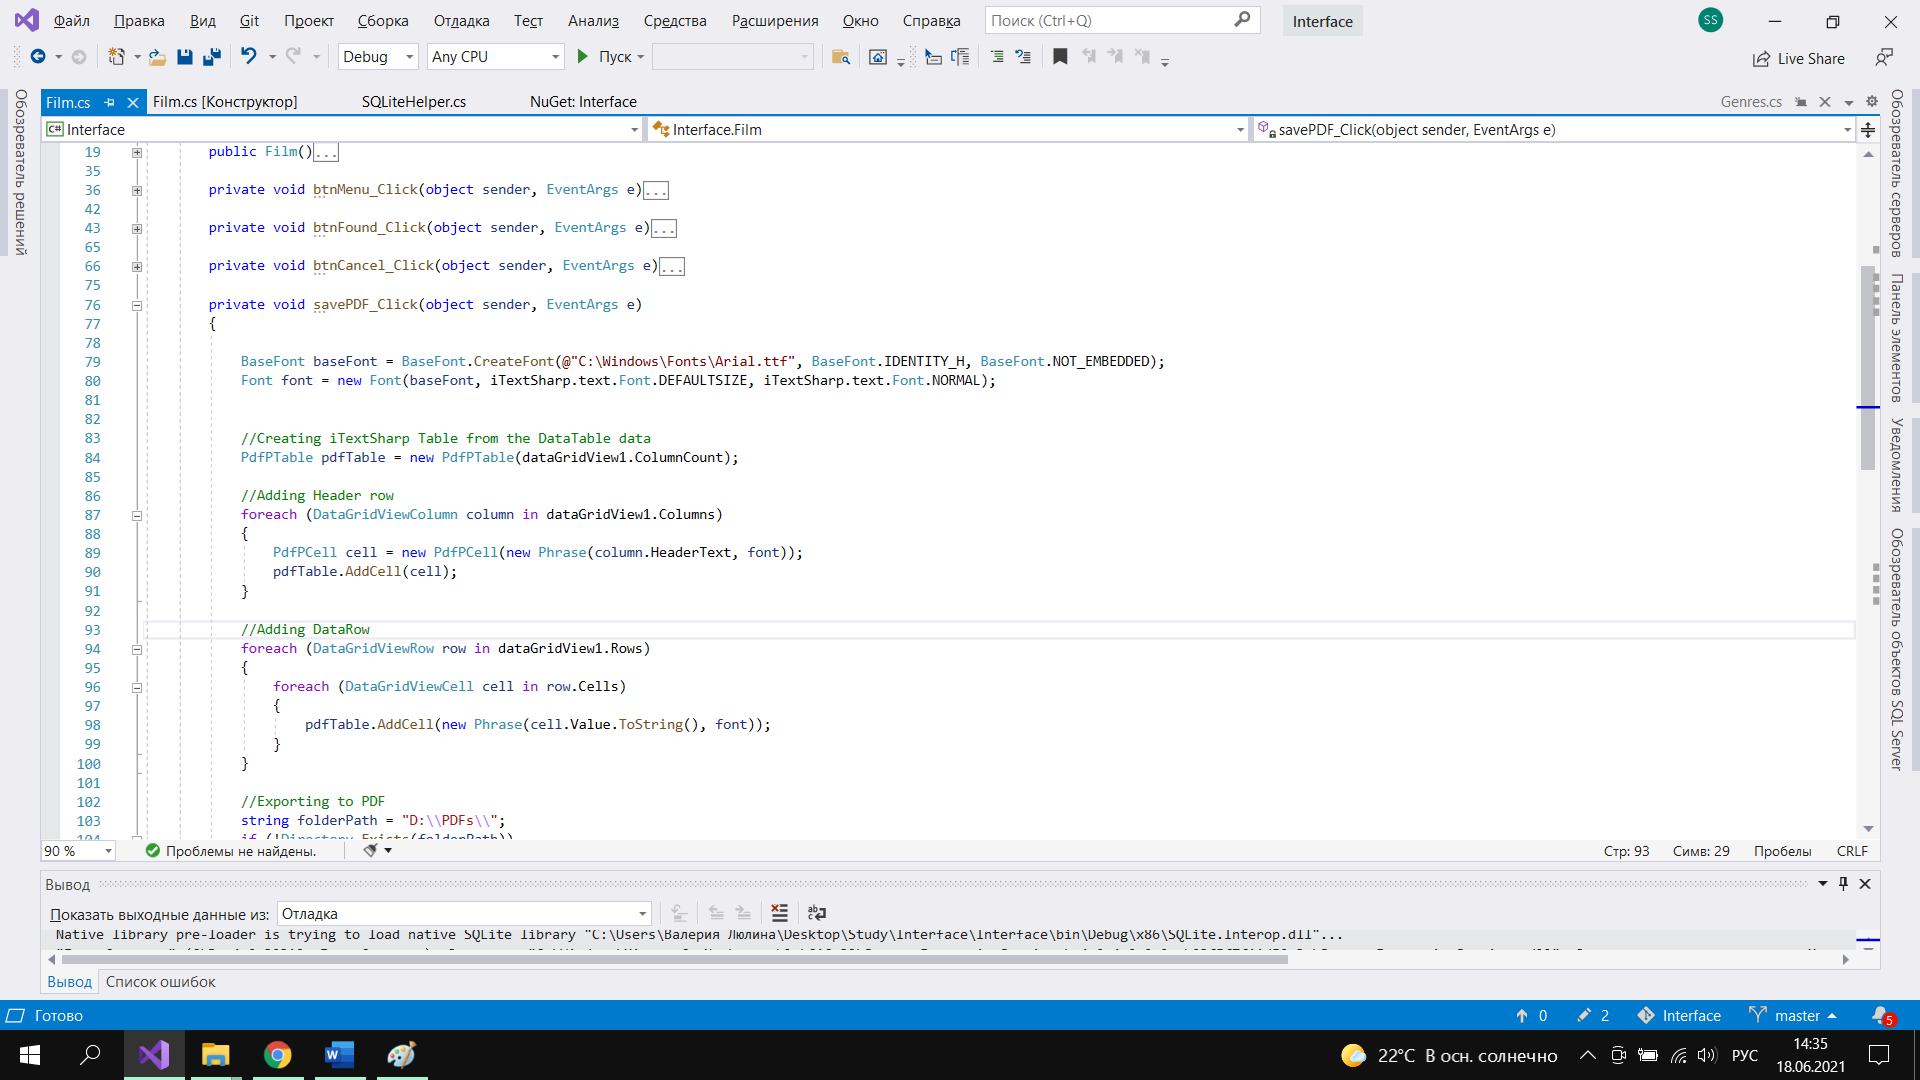 Файл Правка Вид Git Проект Сборка Отладка Тест Анализ Средства Расширения Окно Справка Поиск (Ctrl+Q) Interface SS
Debug Any CPU Пуск Live Share
Film.cs Film.cs [Конструктор] SQLiteHelper.cs NuGet: Interface Genres.cs
C# Interface Interface.Film savePDF_Click(object sender, EventArgs e)
Обозреватель решений
19 public Film()...
35
36 private void btnMenu_Click(object sender, EventArgs e)...
42
43 private void btnFound_Click(object sender, EventArgs e)...
65
66 private void btnCancel_Click(object sender, EventArgs e)...
75
76 private void savePDF_Click(object sender, EventArgs e)
77 {
78
79 BaseFont baseFont = BaseFont.CreateFont(@"C:\Windows\Fonts\Arial.ttf", BaseFont.IDENTITY_H, BaseFont.NOT_EMBEDDED);
80 Font font = new Font(baseFont, iTextSharp.text.Font.DEFAULTSIZE, iTextSharp.text.Font.NORMAL);
81
82
83 //Creating iTextSharp Table from the DataTable data
84 PdfPTable pdfTable = new PdfPTable(dataGridView1.ColumnCount);
85
86 //Adding Header row
87 foreach (DataGridViewColumn column in dataGridView1.Columns)
88 {
89 PdfPCell cell = new PdfPCell(new Phrase(column.HeaderText, font));
90 pdfTable.AddCell(cell);
91 }
92
93 //Adding DataRow
94 foreach (DataGridViewRow row in dataGridView1.Rows)
95 {
96 foreach (DataGridViewCell cell in row.Cells)
97 {
98 pdfTable.AddCell(new Phrase(cell.Value.ToString(), font));
99 }
100 }
101
102 //Exporting to PDF
103 string folderPath = "D:\\PDFs\\";
104 if (!Directory.Exists(folderPath))
Обозреватель серверов
Панель элементов
Уведомления
Обозреватель объектов SQL Server
90 % Проблемы не найдены. Стр: 93 Симв: 29 Пробелы CRLF
Вывод
Показать выходные данные из: Отладка
Native library pre-loader is trying to load native SQLite library "C:\Users\Валерия Люлина\Desktop\Study\Interface\Interface\bin\Debug\x86\SQLite.Interop.dll"...
Вывод Список ошибок
Готово 0 2 Interface master 5
22°C В осн. солнечно РУС 14:35
18.06.2021